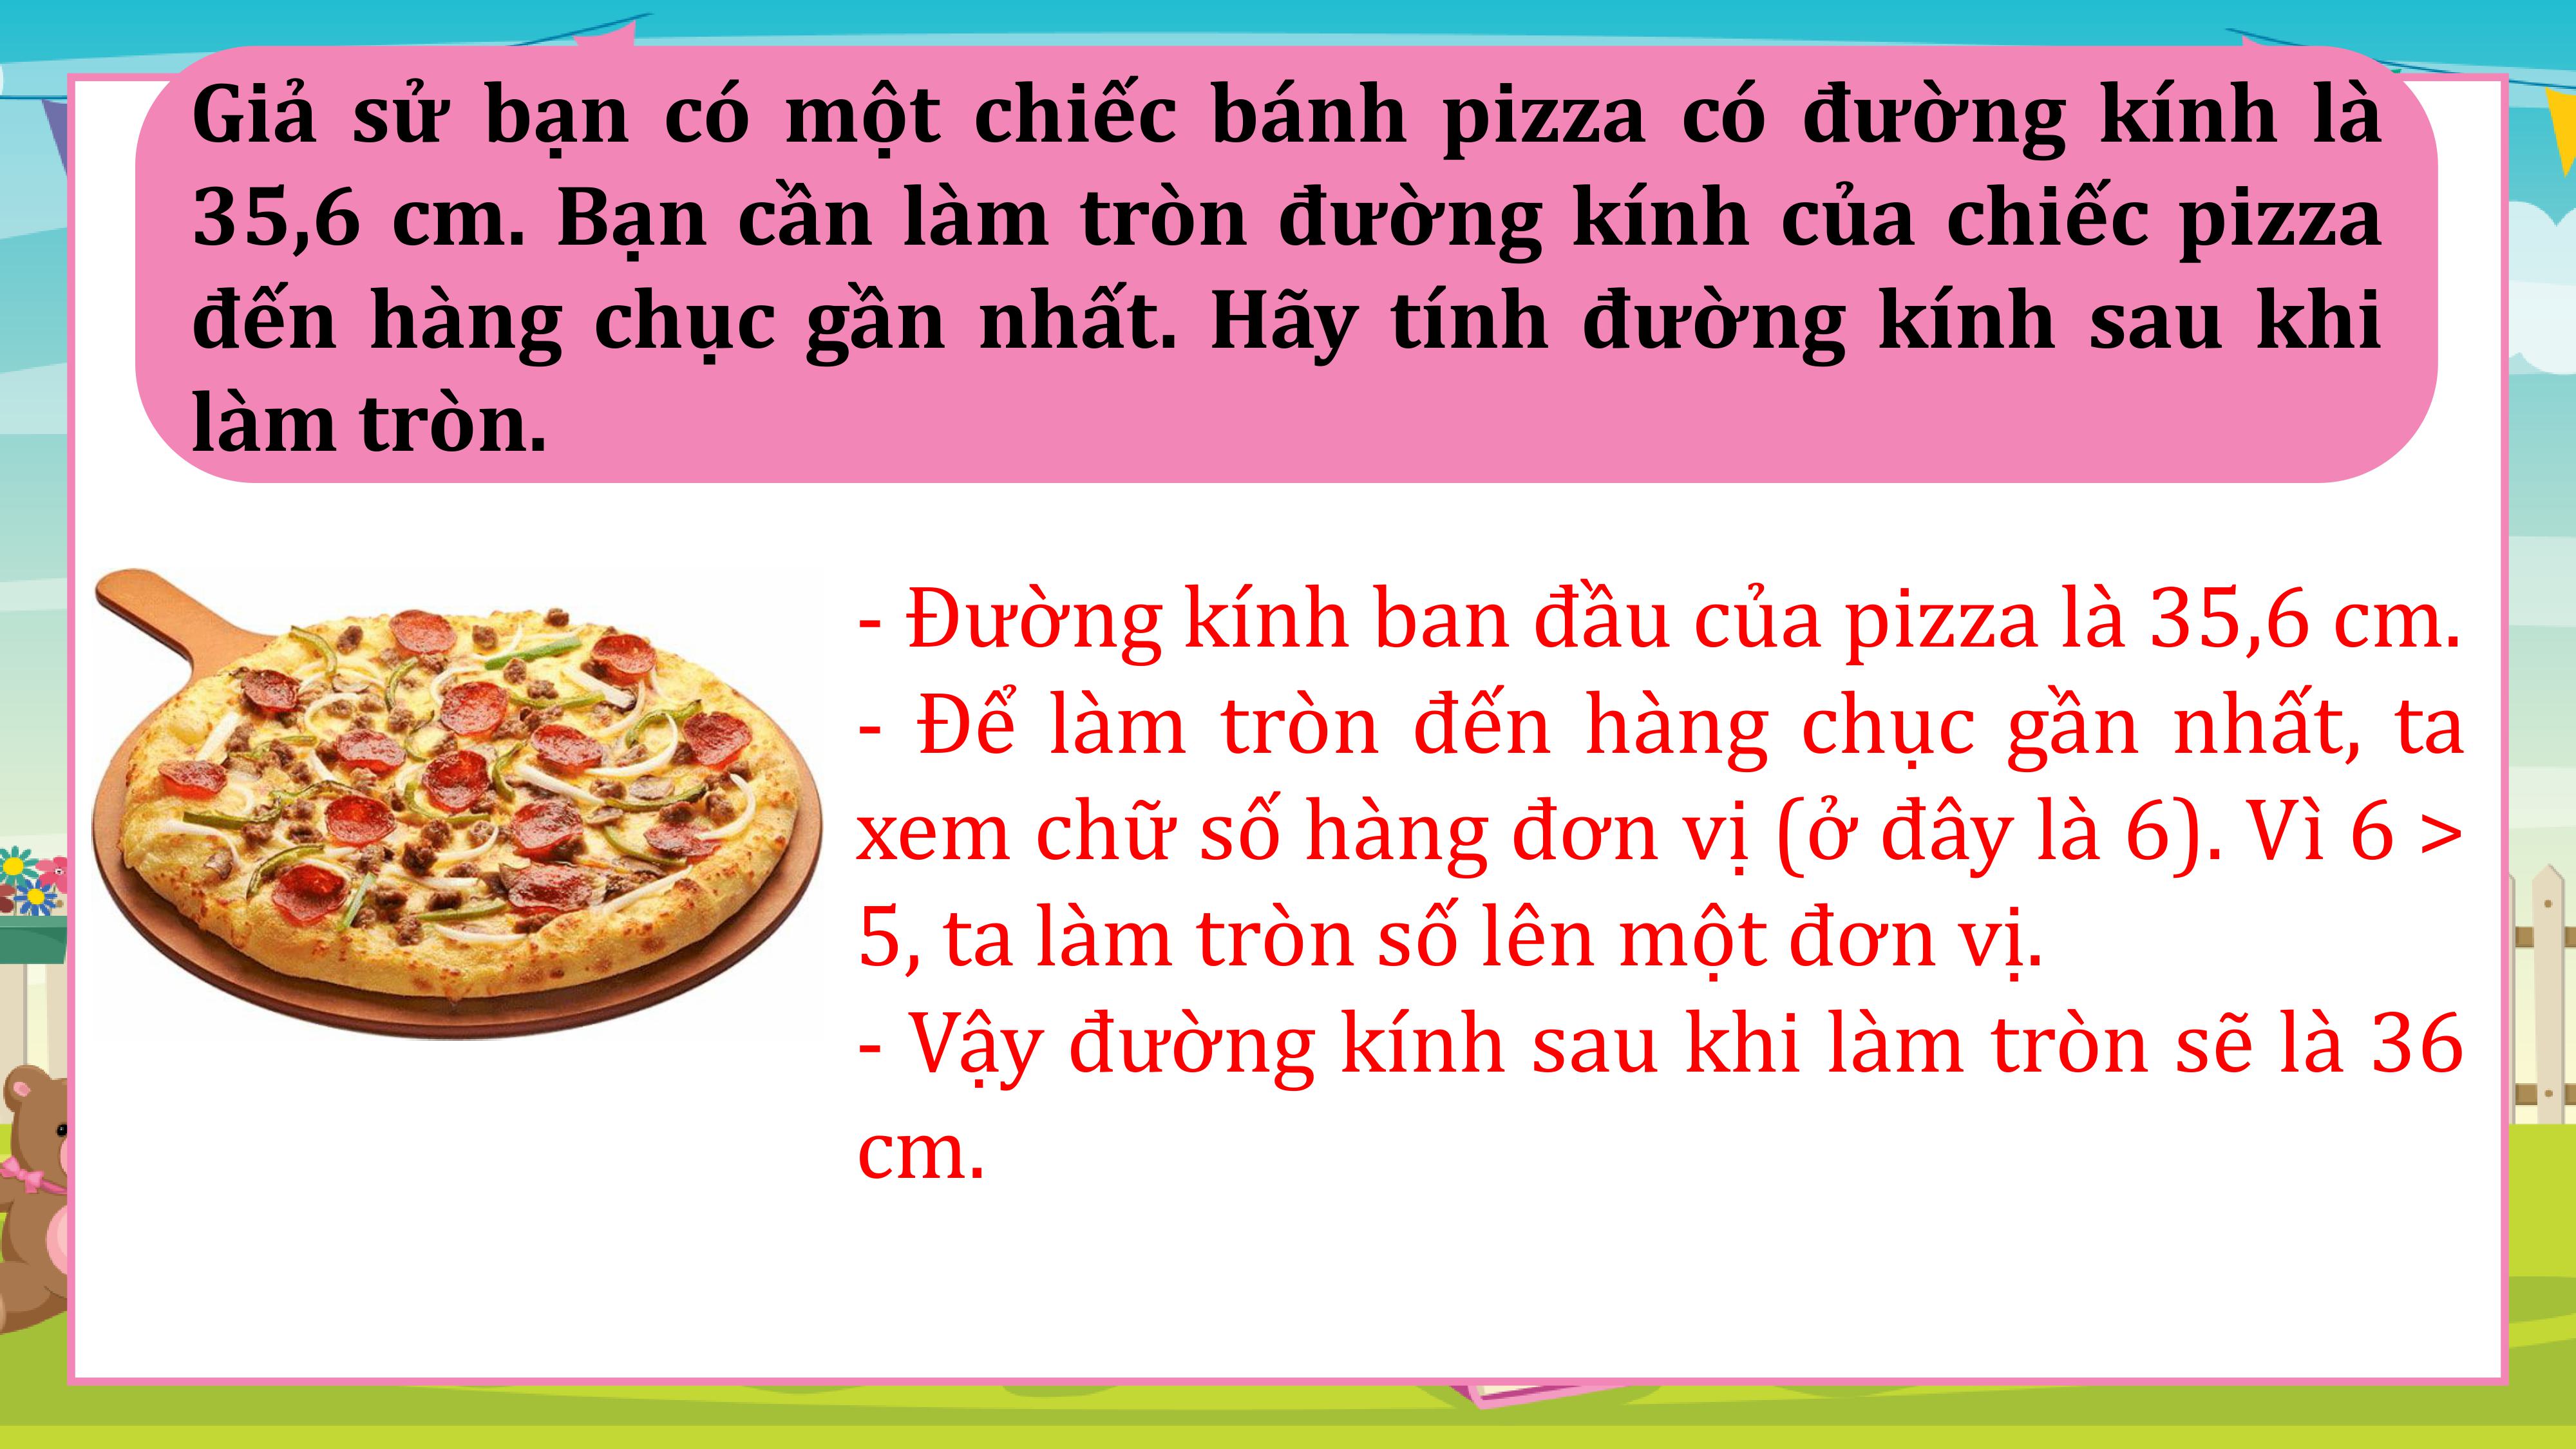 Giả sử bạn có một chiếc bánh pizza có đường kính là
35,6 cm. Bạn cần làm tròn đường kính của chiếc pizza
đến hàng chục gần nhất. Hãy tính đường kính sau khi
làm tròn.
- Đường kính ban đầu của pizza là 35,6 cm.
- Để làm tròn đến hàng chục gần nhất, ta
xem chữ số hàng đơn vị (ở đây là 6). Vì 6 >
5, ta làm tròn số lên một đơn vị.
- Vậy đường kính sau khi làm tròn sẽ là 36
cm.